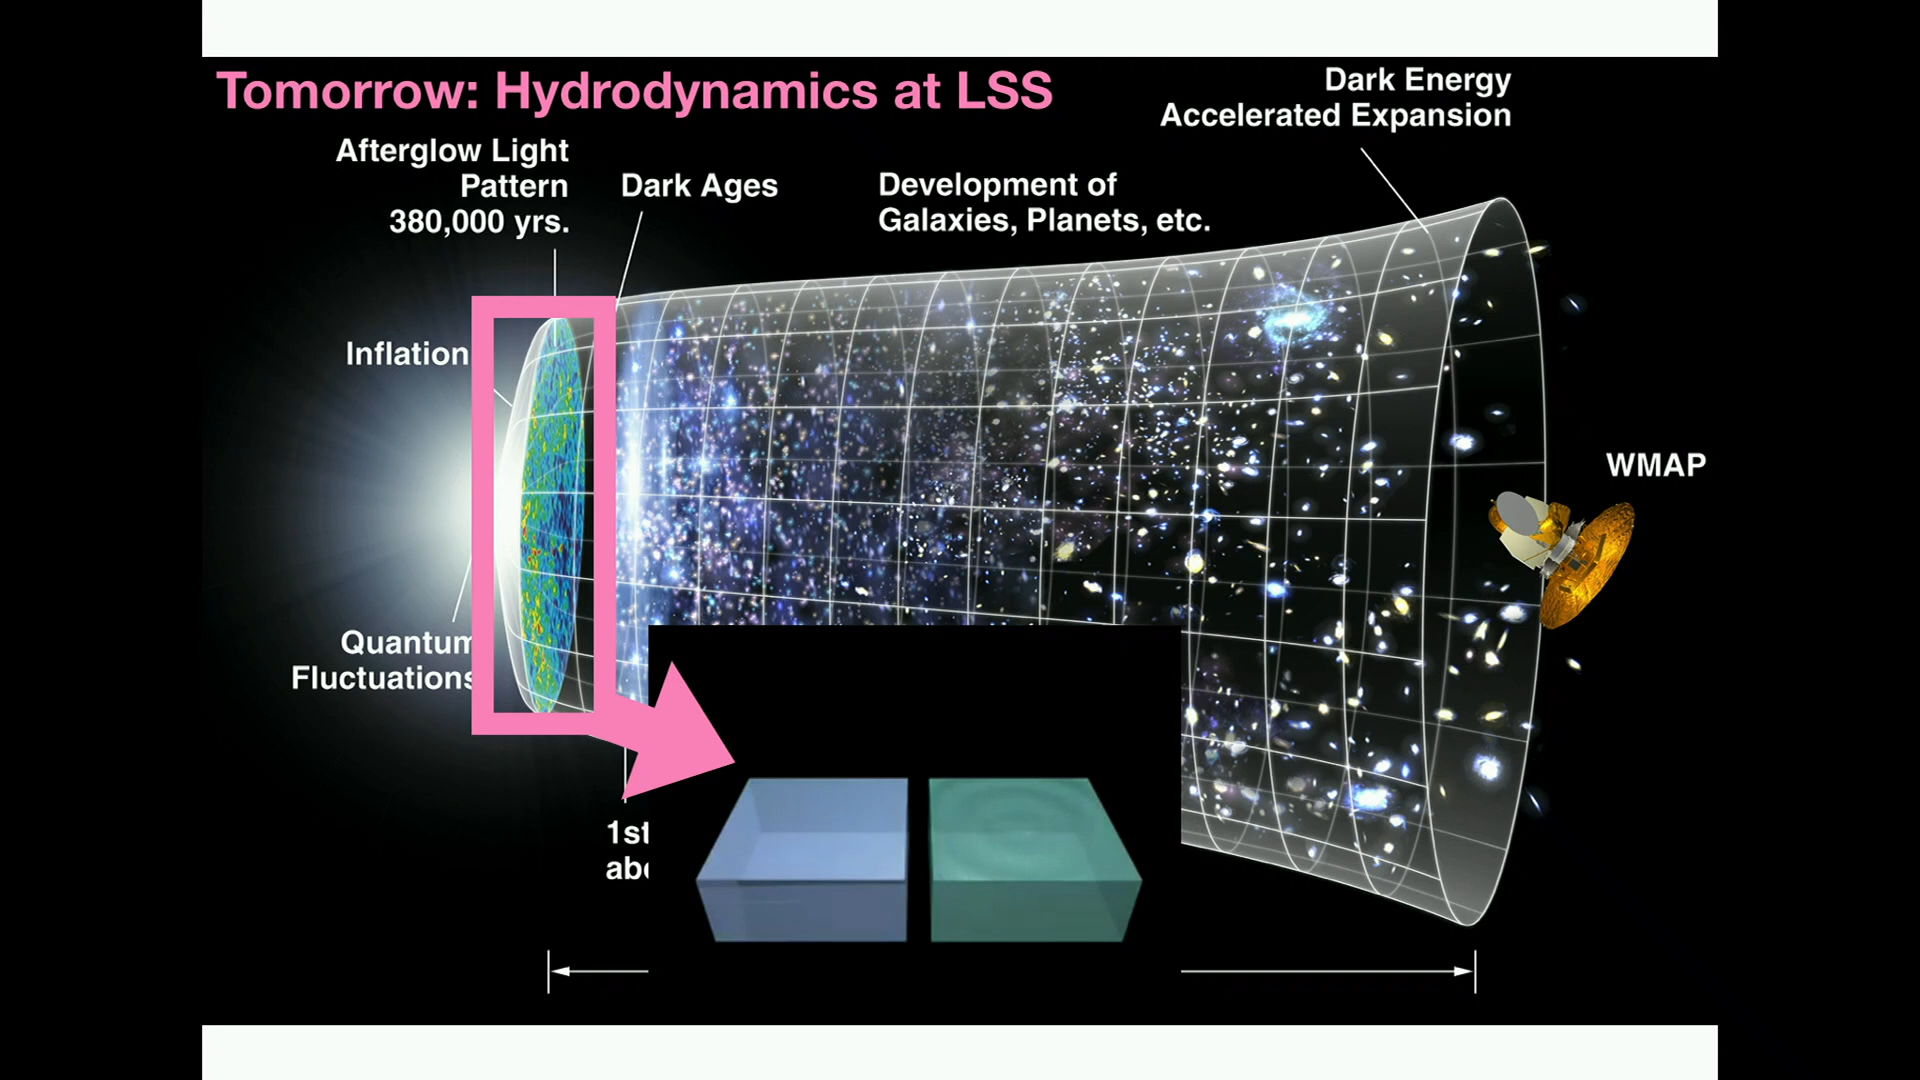 Tomorrow: Hydrodynamics at LSS
Dark Energy
Accelerated Expansion
Afterglow Light
Pattern
380,000 yrs.
Dark Ages
Development of
Galaxies, Planets, etc.
Inflation
WMAP
Quantum
Fluctuations
1st